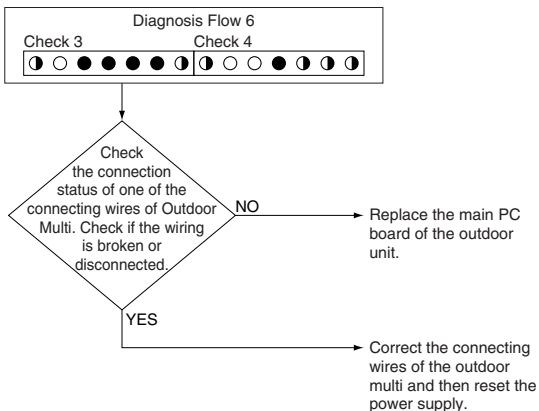 Diagnosis Flow 6
Check 3
Check 4
Check
the connection
status of one of the
connecting wires of Outdoor
Multi. Check if the wiring
is broken or
disconnected.
NO
Replace the main PC
board of the outdoor
unit.
YES
Correct the connecting
wires of the outdoor
multi and then reset the
power supply.